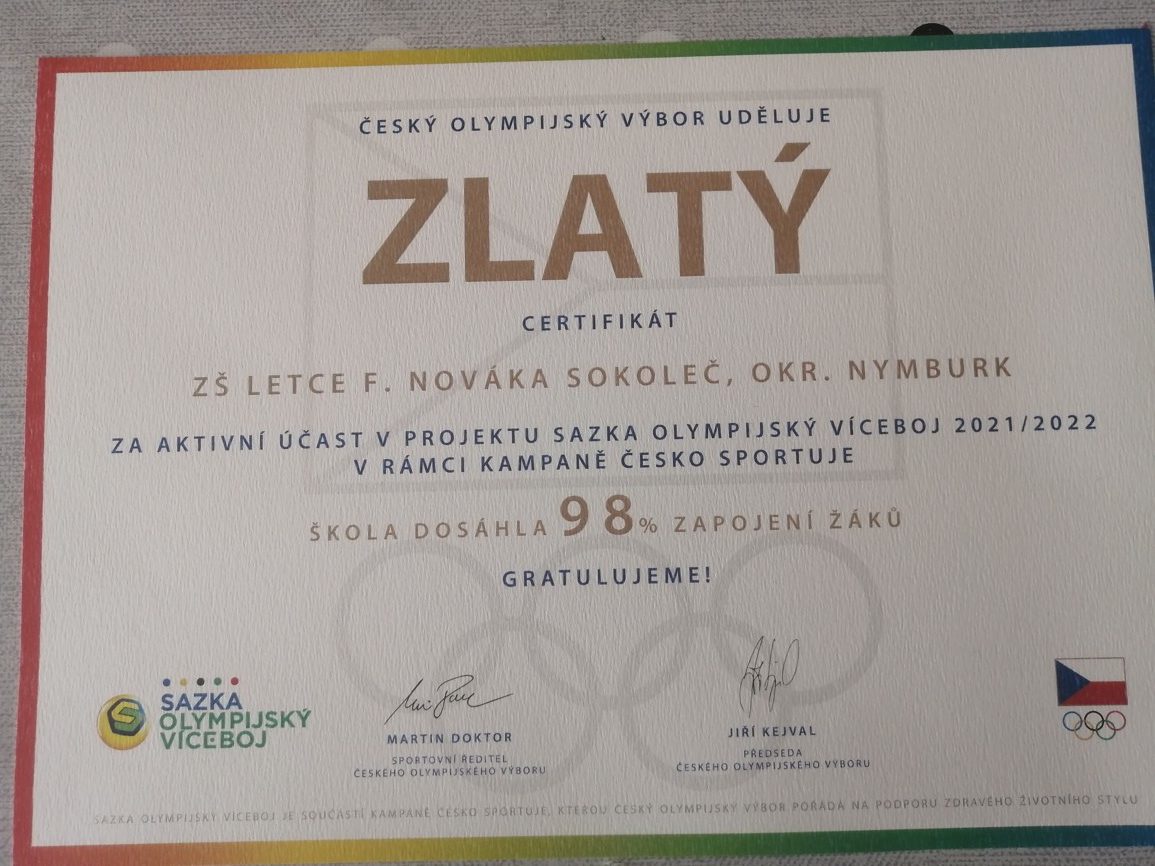 ČESKÝ OLYMPIJSKÝ VÝBOR UDĚLUJE
ZLATÝ
CERTIFIKÁT
ZŠ LETCE F. NOVÁKA SOKOLEČ, OKR. NYMBURK
ZA AKTIVNÍ ÚČAST V PROJEKTU SAZKA OLYMPIJSKÝ VÍCEBOJ 2021/2022
V RÁMCI KAMPANĚ ČESKO SPORTUJE
ŠKOLA DOSÁHLA 98% ZAPOJENÍ ŽÁKŮ
GRATULUJEME!
SAZKA
OLYMPIJSKÝ
VÍCEBOJ
MARTIN DOKTOR
SPORTOVNÍ ŘEDITEL
ČESKÉHO OLYMPIJSKÉHO VÝBORU
JIŘÍ KEJVAL
PŘEDSEDA
ČESKÉHO OLYMPIJSKÉHO VÝBORU
SAZKA OLYMPIJSKÝ VÍCEBOJ JE SOUČÁSTÍ KAMPANĚ ČESKO SPORTUJE, KTEROU ČESKÝ OLYMPIJSKÝ VÝBOR POŘÁDÁ NA PODPORU ZDRAVÉHO ŽIVOTNÍHO STYLU